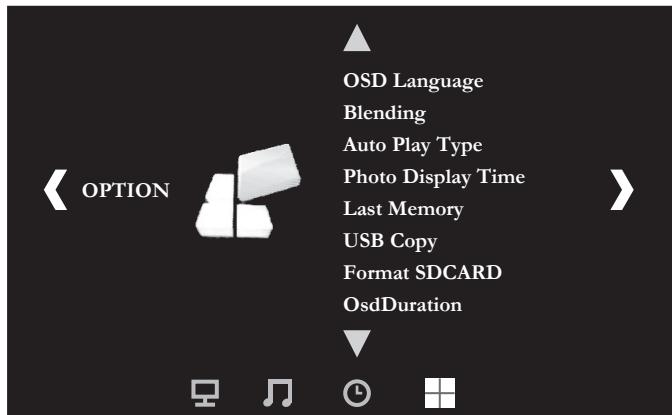 OSD Language
Blending
Auto Play Type
OPTION
Photo Display Time
Last Memory
USB Copy
Format SDCARD
OsdDuration